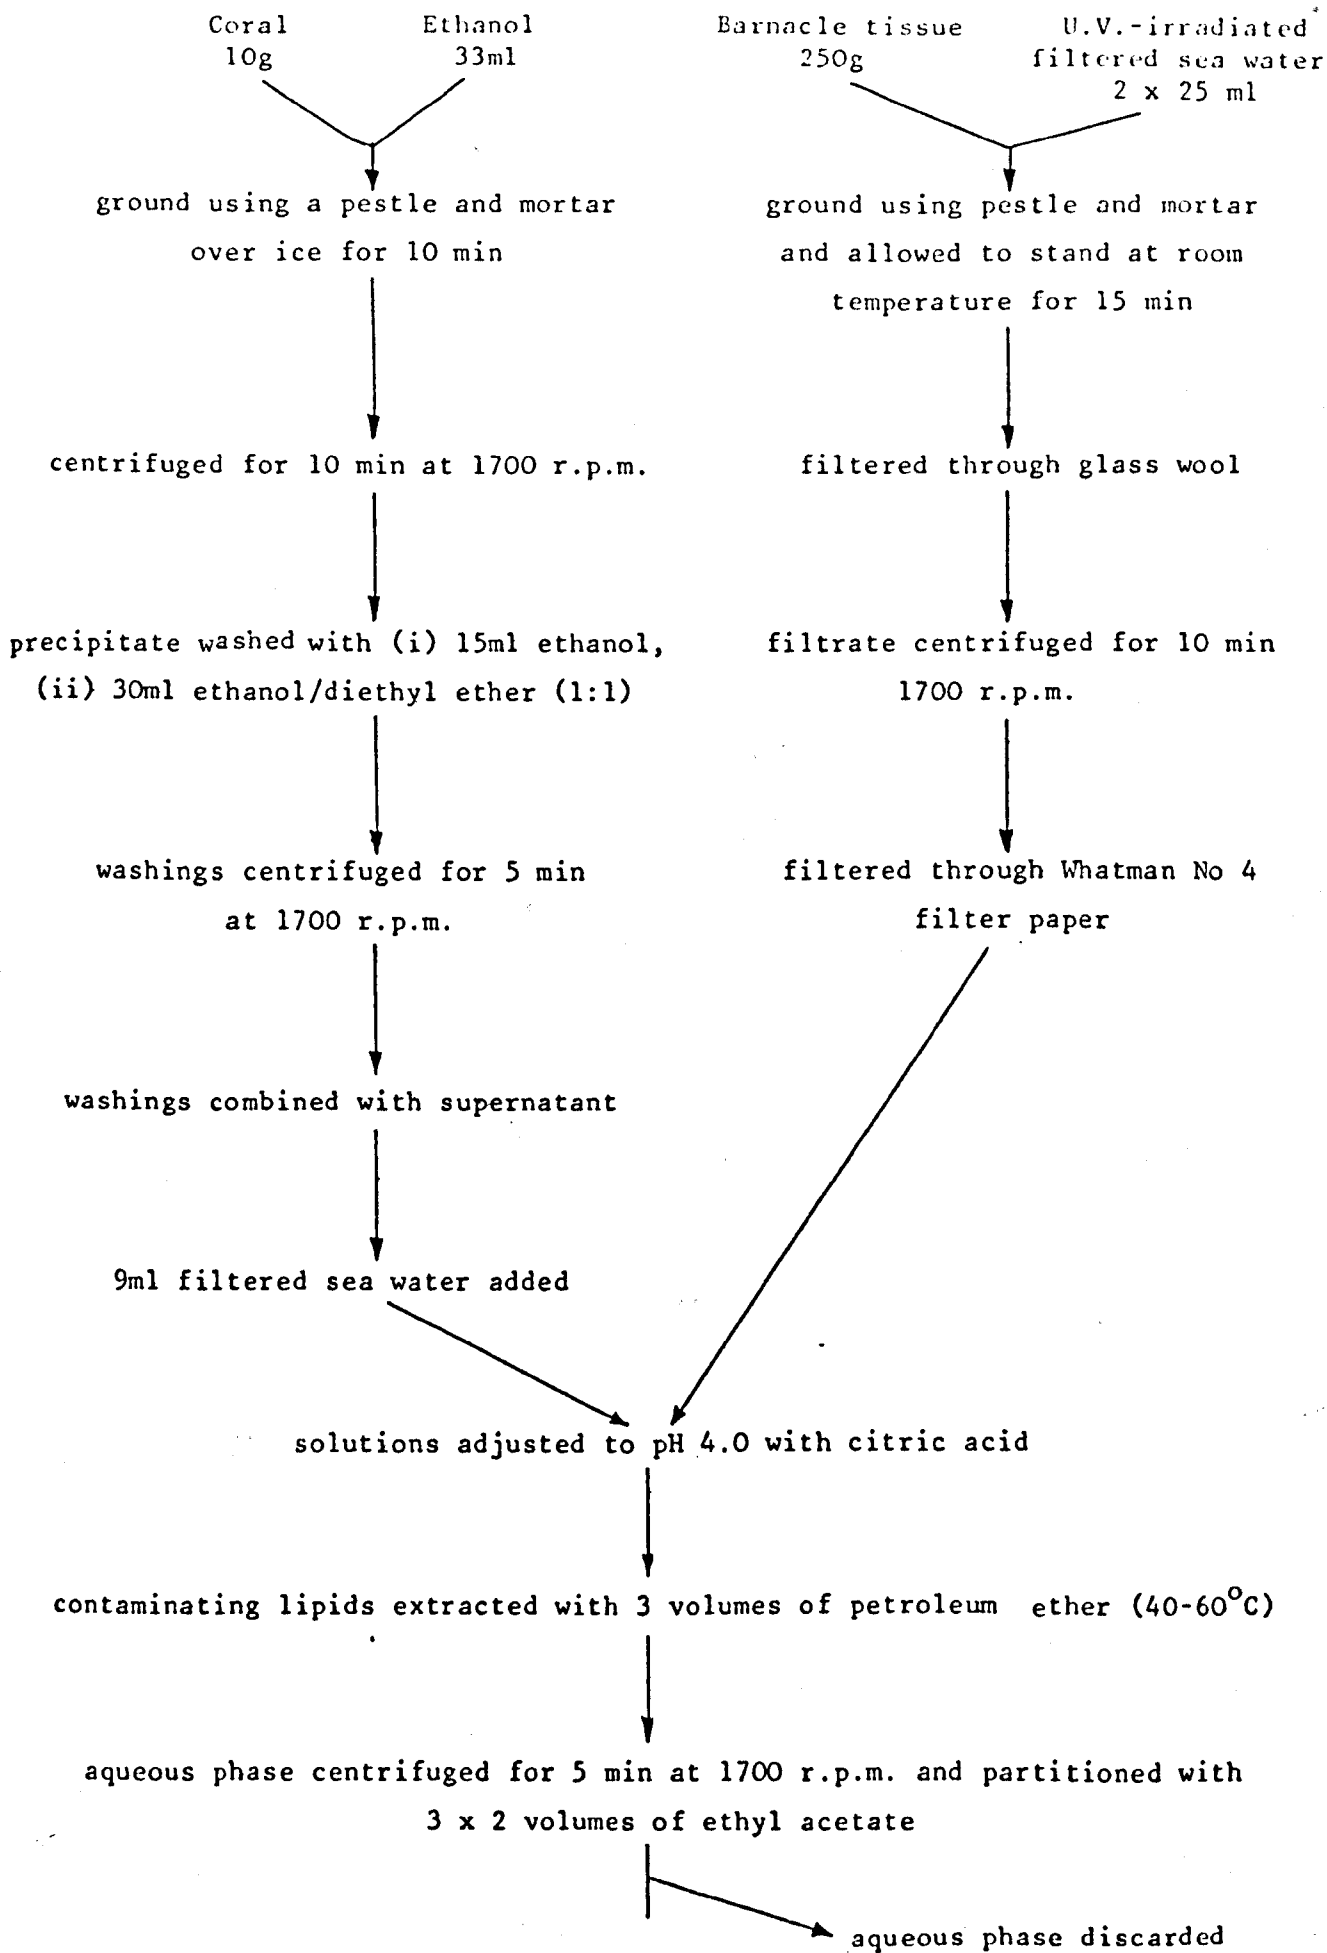 Coral
10g
Ethanol
33ml
Barnacle tissue
250g
U.V.-irradiated
filtered sea water
2 x 25 ml
ground using a pestle and mortar
over ice for 10 min
ground using pestle and mortar
and allowed to stand at room
temperature for 15 min
centrifuged for 10 min at 1700 r.p.m.
filtered through glass wool
precipitate washed with (i) 15ml ethanol,
(ii) 30ml ethanol/diethyl ether (1:1)
filtrate centrifuged for 10 min
1700 r.p.m.
washings centrifuged for 5 min
at 1700 r.p.m.
filtered through Whatman No 4
filter paper
washings combined with supernatant
9ml filtered sea water added
solutions adjusted to pH 4.0 with citric acid
contaminating lipids extracted with 3 volumes of petroleum ether (40-60°C)
aqueous phase centrifuged for 5 min at 1700 r.p.m. and partitioned with
3 x 2 volumes of ethyl acetate
aqueous phase discarded